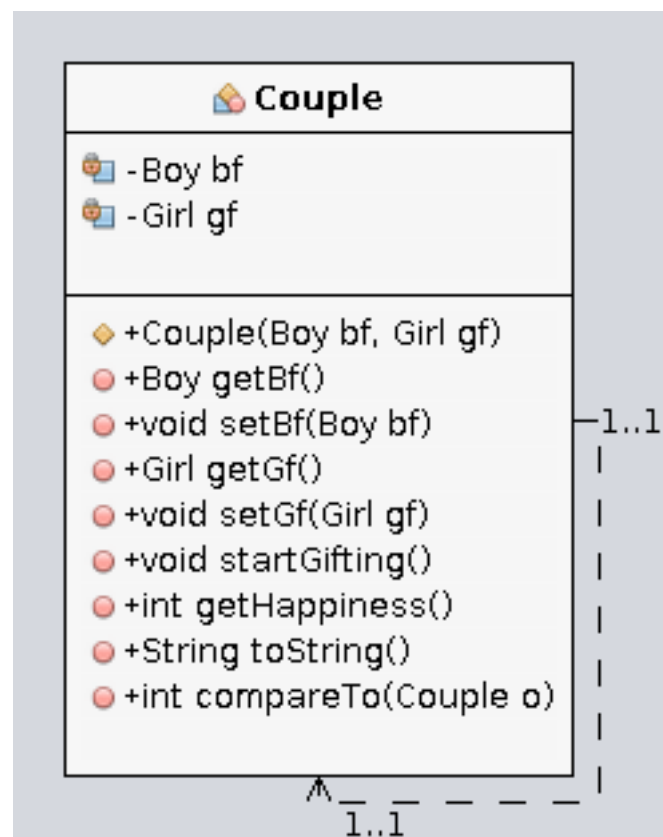 Couple
-Boy bf
-Girl gf
+Couple(Boy bf, Girl gf)
+Boy getBf()
+void setBf(Boy bf)
+Girl getGf()
+void setGf(Girl gf)
+void startGifting()
+int getHappiness()
+String toString()
+int compareTo(Couple o)
1..1
1..1